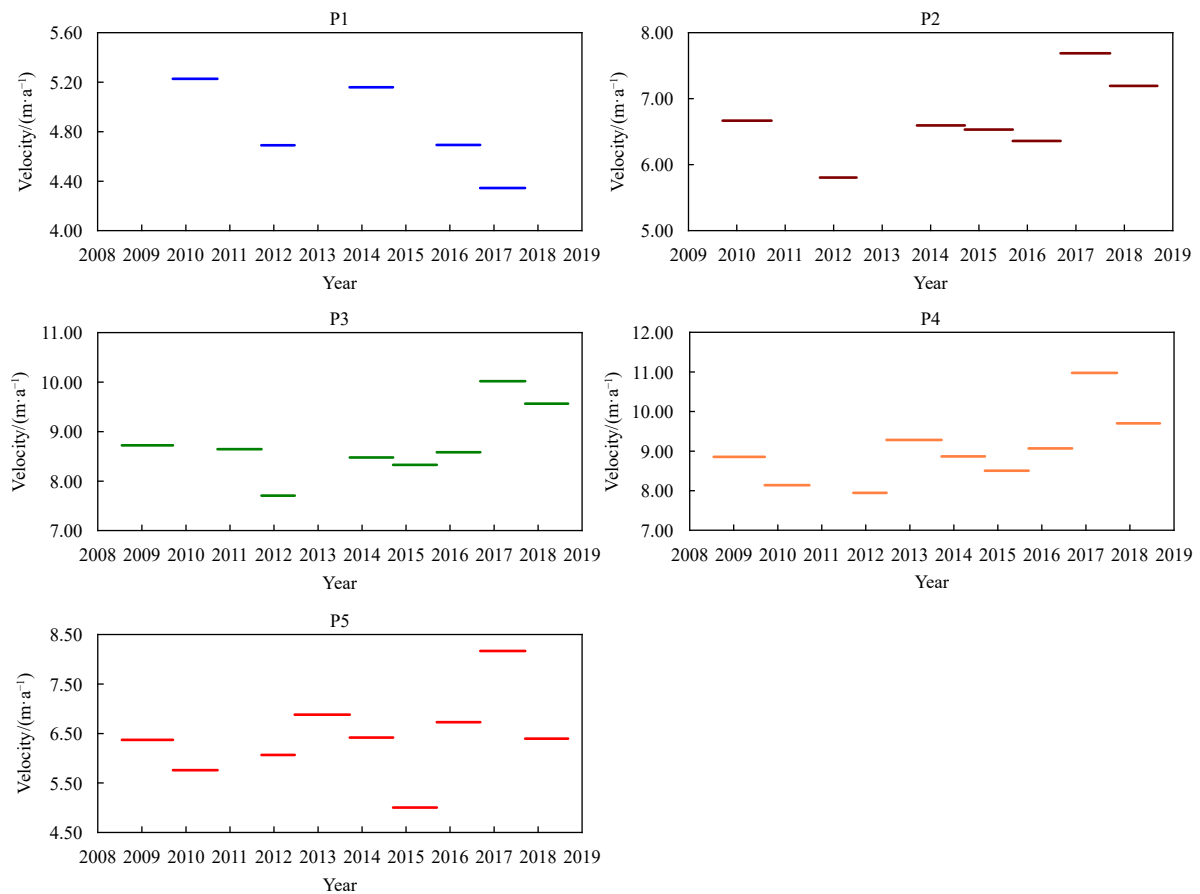 P1
5.60
5.20
4.80
4.40
4.00
Velocity/(m·a⁻¹)
2008 2009 2010 2011 2012 2013 2014 2015 2016 2017 2018 2019
Year
P2
8.00
7.00
6.00
5.00
Velocity/(m·a⁻¹)
2009 2010 2011 2012 2013 2014 2015 2016 2017 2018 2019
Year
P3
11.00
10.00
9.00
8.00
7.00
Velocity/(m·a⁻¹)
2008 2009 2010 2011 2012 2013 2014 2015 2016 2017 2018 2019
Year
P4
12.00
11.00
10.00
9.00
8.00
7.00
Velocity/(m·a⁻¹)
2008 2009 2010 2011 2012 2013 2014 2015 2016 2017 2018 2019
Year
P5
8.50
7.50
6.50
5.50
4.50
Velocity/(m·a⁻¹)
2008 2009 2010 2011 2012 2013 2014 2015 2016 2017 2018 2019
Year